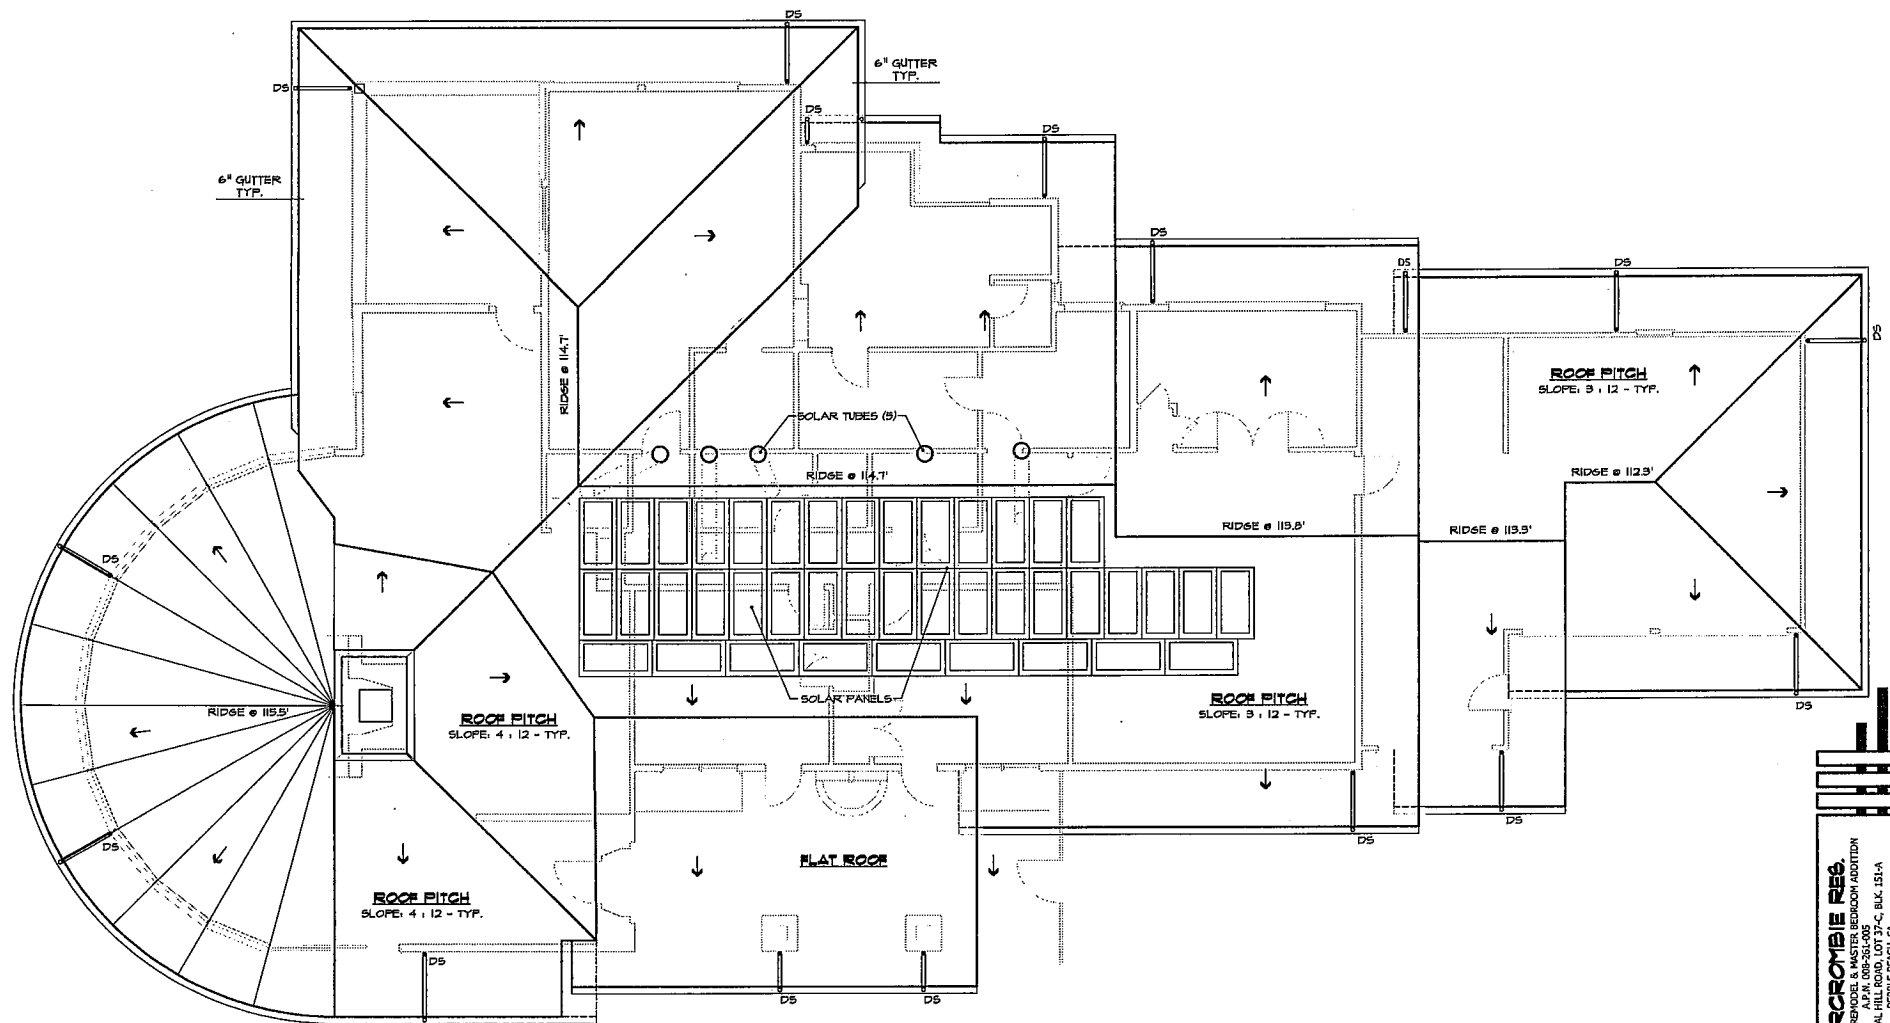 DS
6" GUTTER
TYP.
DS
DS
DS
6" GUTTER
TYP.
DS
DS
DS
DS
RIDGE @ 114.7'
ROOF PITCH
SLOPE: 3 : 12 - TYP.
SOLAR TUBES (5)
RIDGE @ 114.7'
RIDGE @ 112.3'
RIDGE @ 113.8'
RIDGE @ 113.3'
DS
RIDGE @ 115.5'
ROOF PITCH
SLOPE: 4 : 12 - TYP.
SOLAR PANELS
ROOF PITCH
SLOPE: 3 : 12 - TYP.
DS
DS
DS
DS
FLAT ROOF
ROOF PITCH
SLOPE: 4 : 12 - TYP.
DS
DS
DS
RCROMBIE RES.
REMODEL & MASTER BEDROOM ADDITION
A.P.N. 008-261-005
AL HILL ROAD, LOT 37-C, BLK. 151-A